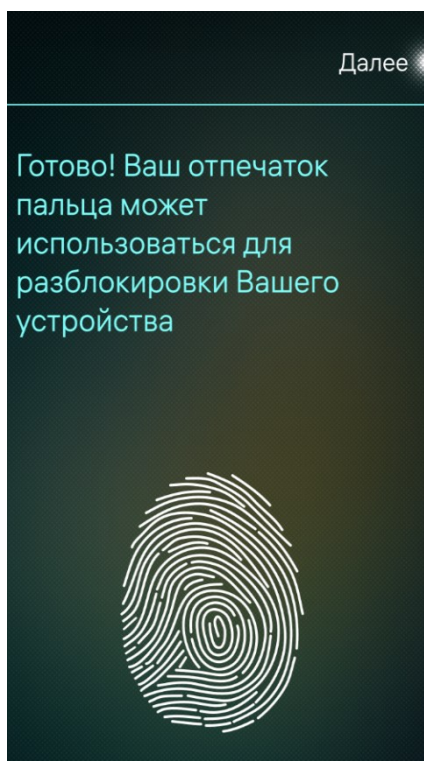 Далее
Готово! Ваш отпечаток
пальца может
использоваться для
разблокировки Вашего
устройства